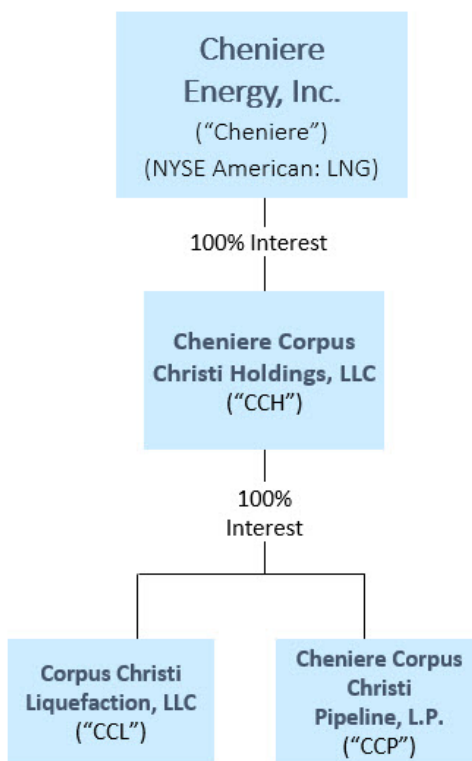 Cheniere
Energy, Inc.
(“Cheniere”)
(NYSE American: LNG)
100% Interest
Cheniere Corpus
Christi Holdings, LLC
(“CCH”)
100%
Interest
Corpus Christi
Liquefaction, LLC
(“CCL”)
Cheniere Corpus
Christi
Pipeline, L.P.
(“CCP”)